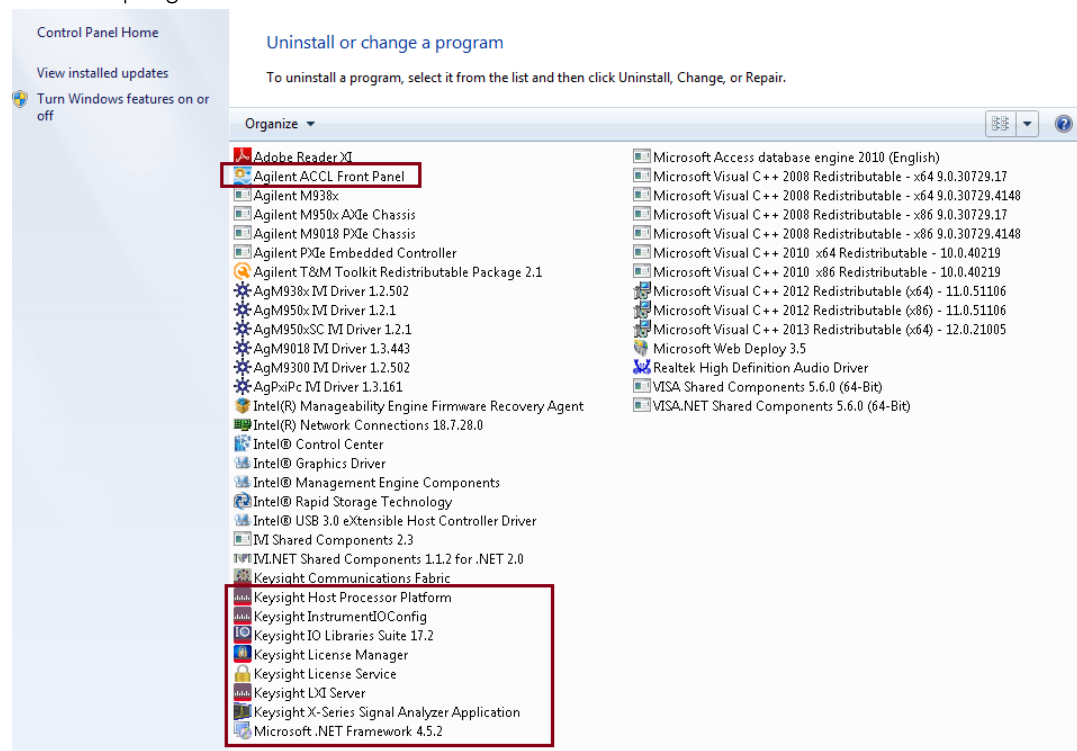 Control Panel Home
View installed updates
Turn Windows features on or
off
Uninstall or change a program
To uninstall a program, select it from the list and then click Uninstall, Change, or Repair.
Organize
Adobe Reader XI
Agilent ACCL Front Panel
Agilent M938x
Agilent M950x AXIe Chassis
Agilent M9018 PXIe Chassis
Agilent PXIe Embedded Controller
Agilent T&M Toolkit Redistributable Package 2.1
AgM938x IVI Driver 1.2.502
AgM950x IVI Driver 1.2.1
AgM950xSC IVI Driver 1.2.1
AgM9018 IVI Driver 1.3.443
AgM9300 IVI Driver 1.2.502
AgPxiPc IVI Driver 1.3.161
Intel(R) Manageability Engine Firmware Recovery Agent
Intel(R) Network Connections 18.7.28.0
Intel® Control Center
Intel® Graphics Driver
Intel® Management Engine Components
Intel® Rapid Storage Technology
Intel® USB 3.0 eXtensible Host Controller Driver
IVI Shared Components 2.3
IVI.NET Shared Components 1.1.2 for .NET 2.0
Keysight Communications Fabric
Keysight Host Processor Platform
Keysight InstrumentIOConfig
Keysight IO Libraries Suite 17.2
Keysight License Manager
Keysight License Service
Keysight LXI Server
Keysight X-Series Signal Analyzer Application
Microsoft .NET Framework 4.5.2
Microsoft Access database engine 2010 (English)
Microsoft Visual C++ 2008 Redistributable - x64 9.0.30729.17
Microsoft Visual C++ 2008 Redistributable - x64 9.0.30729.4148
Microsoft Visual C++ 2008 Redistributable - x86 9.0.30729.17
Microsoft Visual C++ 2008 Redistributable - x86 9.0.30729.4148
Microsoft Visual C++ 2010 x64 Redistributable - 10.0.40219
Microsoft Visual C++ 2010 x86 Redistributable - 10.0.40219
Microsoft Visual C++ 2012 Redistributable (x64) - 11.0.51106
Microsoft Visual C++ 2012 Redistributable (x86) - 11.0.51106
Microsoft Visual C++ 2013 Redistributable (x64) - 12.0.21005
Microsoft Web Deploy 3.5
Realtek High Definition Audio Driver
VISA Shared Components 5.6.0 (64-Bit)
VISA.NET Shared Components 5.6.0 (64-Bit)